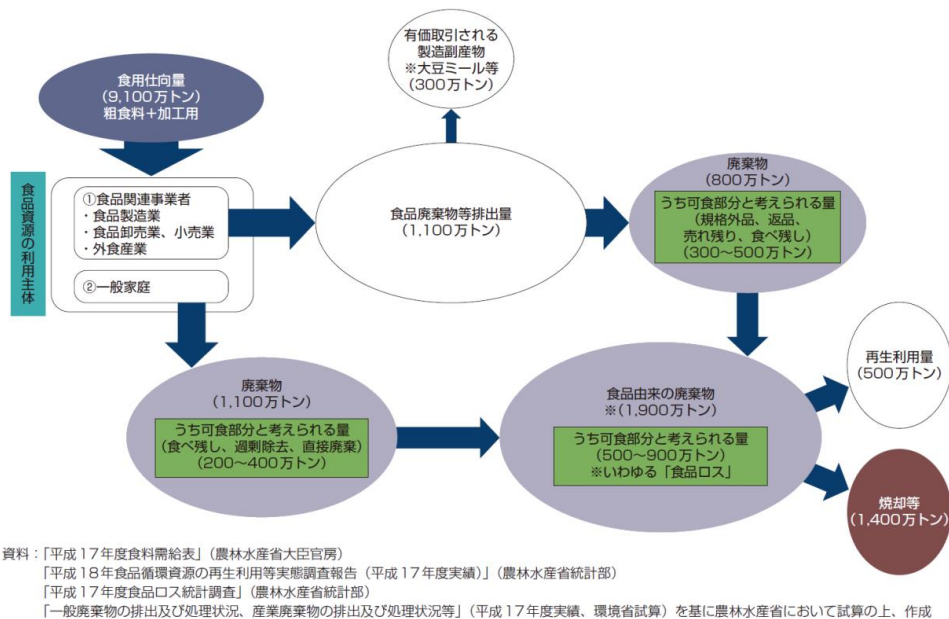 有価取引される
製造副産物
※大豆ミール等
(300万トン)
食用仕向量
(9,100万トン)
粗食料+加工用
食品資源の利用主体
①食品関連事業者
・食品製造業
・食品卸売業、小売業
・外食産業
②一般家庭
食品廃棄物等排出量
(1,100万トン)
廃棄物
(800万トン)
うち可食部分と考えられる量
(規格外品、返品、
売れ残り、食べ残し)
(300~500万トン)
廃棄物
(1,100万トン)
うち可食部分と考えられる量
(食べ残し、過剰除去、直接廃棄)
(200~400万トン)
食品由来の廃棄物
※(1,900万トン)
うち可食部分と考えられる量
(500~900万トン)
※いわゆる「食品ロス」
再生利用量
(500万トン)
焼却等
(1,400万トン)
資料:「平成17年度食料需給表」(農林水産省大臣官房)
「平成18年食品循環資源の再生利用等実態調査報告(平成17年度実績)」(農林水産省統計部)
「平成17年度食品ロス統計調査」(農林水産省統計部)
「一般廃棄物の排出及び処理状況、産業廃棄物の排出及び処理状況等」(平成17年度実績、環境省試算)を基に農林水産省において試算の上、作成